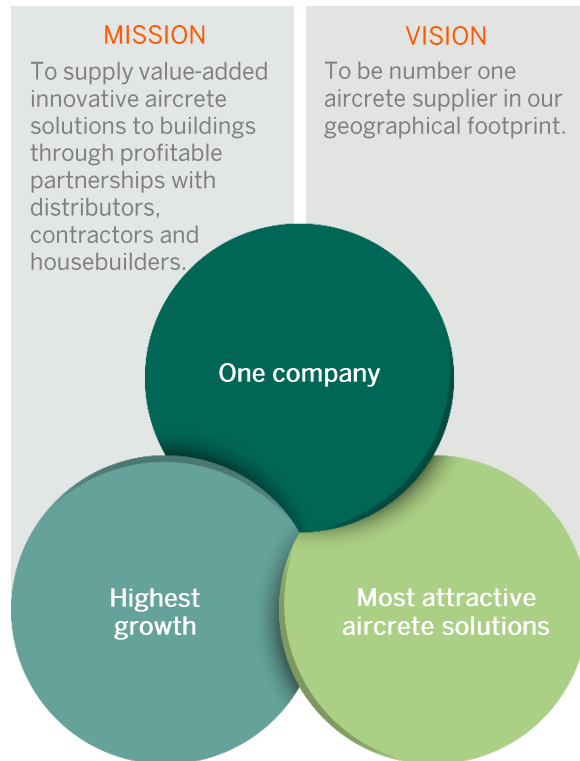 MISSION
To supply value-added
innovative aircrete
solutions to buildings
through profitable
partnerships with
distributors,
contractors and
housebuilders.
VISION
To be number one
aircrete supplier in our
geographical footprint.
One company
Highest
growth
Most attractive
aircrete solutions